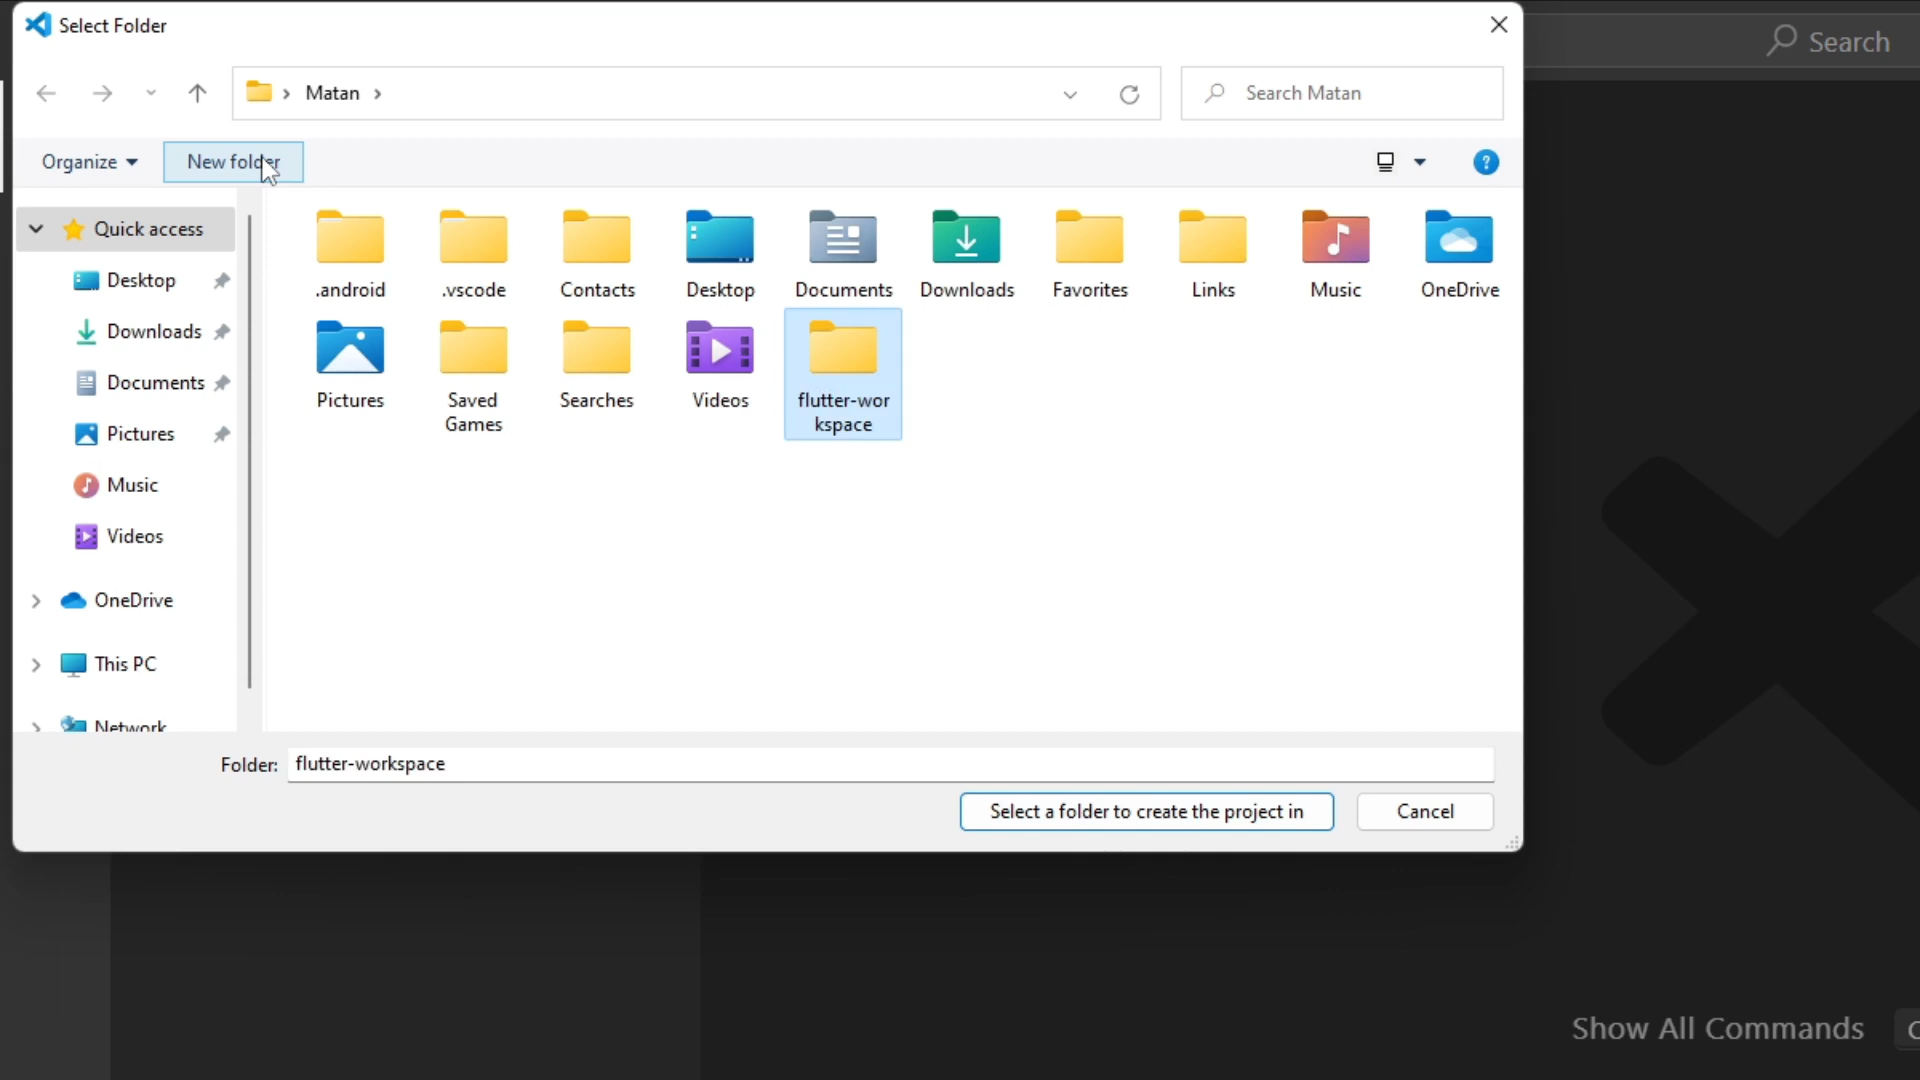 Select Folder
Search
Matan
Search Matan
Organize
New folder
?
Quick access
Desktop
Downloads
Documents
Pictures
Music
Videos
OneDrive
This PC
Network
.android
.vscode
Contacts
Desktop
Documents
Downloads
Favorites
Links
Music
OneDrive
Pictures
Saved
Games
Searches
Videos
flutter-wor
kspace
Folder:
flutter-workspace
Select a folder to create the project in
Cancel
Show All Commands